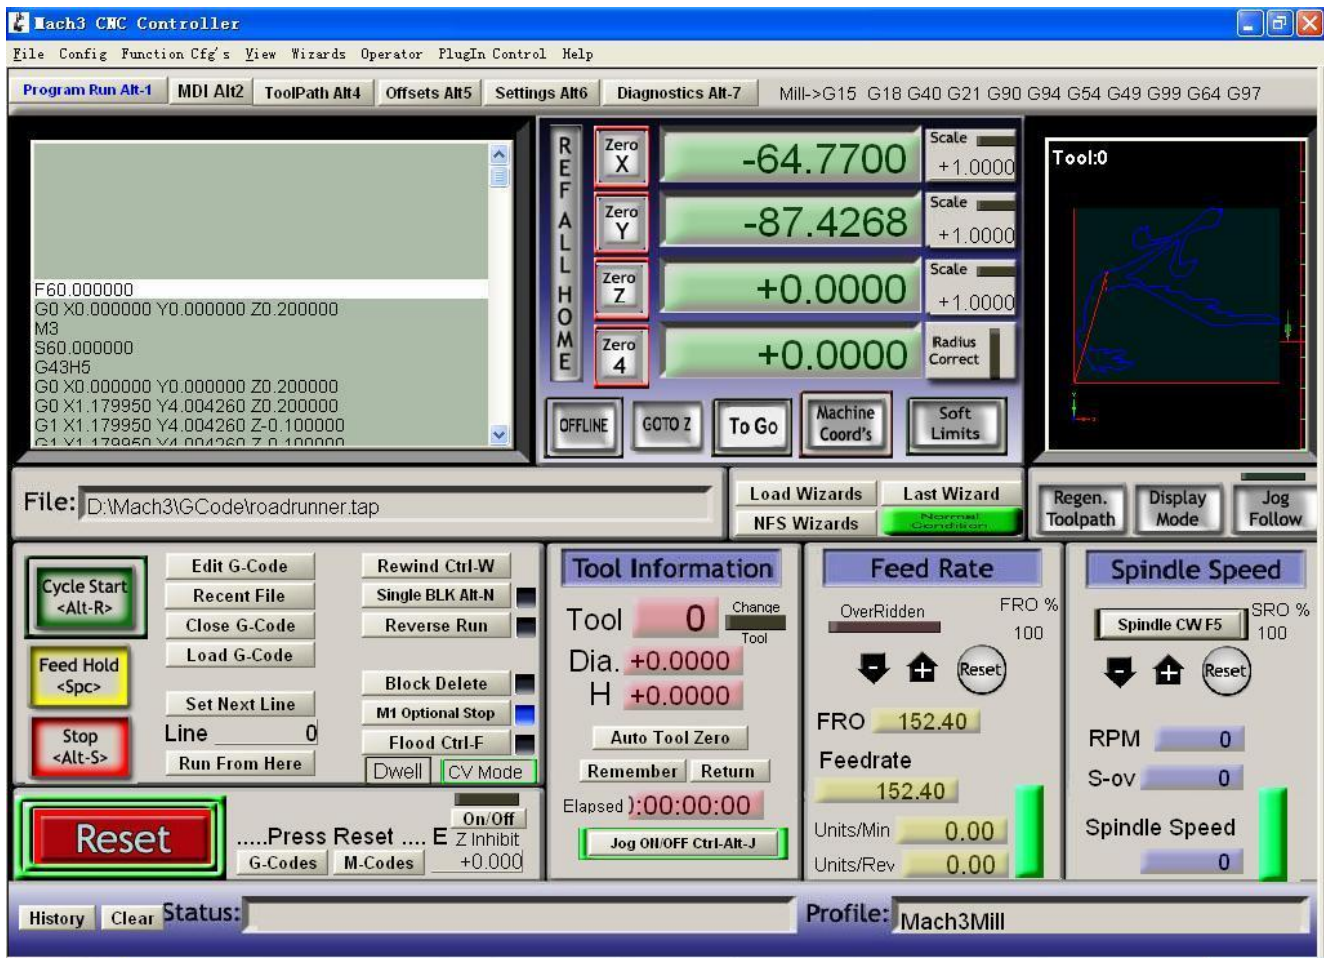 Mach3 CNC Controller
File Config Function Cfg's View Wizards Operator PlugIn Control Help
Program Run Alt-1 MDI Alt2 ToolPath Alt4 Offsets Alt5 Settings Alt6 Diagnostics Alt-7 Mill->G15 G18 G40 G21 G90 G94 G54 G49 G99 G64 G97
F60.000000
G0 X0.000000 Y0.000000 Z0.200000
M3
S60.000000
G43H5
G0 X0.000000 Y0.000000 Z0.200000
G0 X1.179950 Y4.004260 Z0.200000
G1 X1.179950 Y4.004260 Z-0.100000
G1 X1.179950 Y4.004260 Z-0.100000
REF ALL HOME
Zero X -64.7700 Scale +1.0000
Zero Y -87.4268 Scale +1.0000
Zero Z +0.0000 Scale +1.0000
Zero 4 +0.0000 Radius Correct
OFFLINE GOTO Z To Go Machine Coord's Soft Limits
Tool:0
File: D:\Mach3\GCode\roadrunner.tap
Load Wizards Last Wizard
NFS Wizards Normal Condition
Regen. Toolpath Display Mode Jog Follow
Cycle Start <Alt-R>
Feed Hold <Spc>
Stop <Alt-S>
Edit G-Code
Recent File
Close G-Code
Load G-Code
Set Next Line
Line 0
Run From Here
Rewind Ctrl-W
Single BLK Alt-N
Reverse Run
Block Delete
M1 Optional Stop
Flood Ctrl-F
Dwell CV Mode
Reset
.....Press Reset .... E
G-Codes M-Codes
On/Off
Z Inhibit
+0.000
Tool Information
Tool 0 Change Tool
Dia. +0.0000
H +0.0000
Auto Tool Zero
Remember Return
Elapsed ):00:00:00
Jog ON/OFF Ctrl-Alt-J
Feed Rate
OverRidden FRO %
100
Reset
FRO 152.40
Feedrate
152.40
Units/Min 0.00
Units/Rev 0.00
Spindle Speed
Spindle CW F5 SRO %
100
Reset
RPM 0
S-ov 0
Spindle Speed
0
History Clear Status:
Profile: Mach3Mill